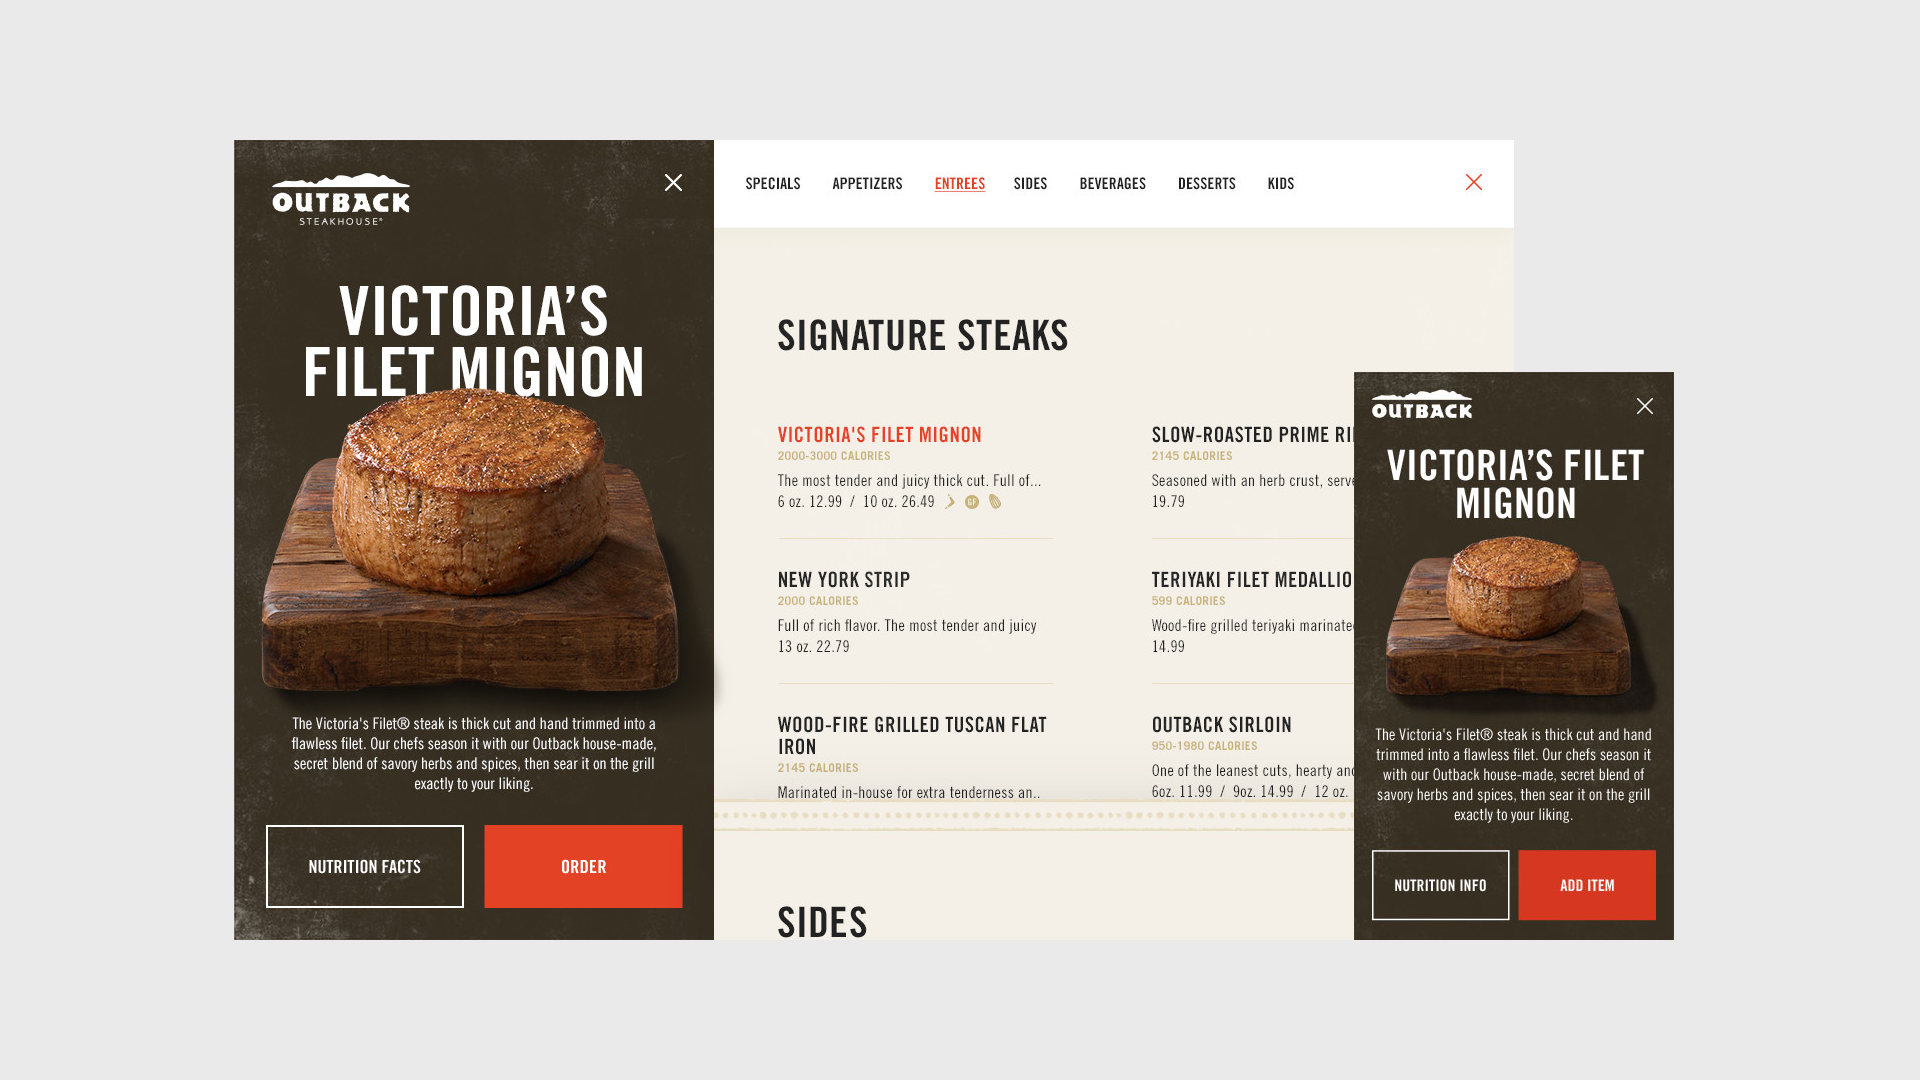 OUTBACK
STEAKHOUSE®
VICTORIA’S
FILET MIGNON
The Victoria's Filet® steak is thick cut and hand trimmed into a
flawless filet. Our chefs season it with our Outback house-made,
secret blend of savory herbs and spices, then sear it on the grill
exactly to your liking.
NUTRITION FACTS
ORDER
SPECIALS APPETIZERS ENTREES SIDES BEVERAGES DESSERTS KIDS
SIGNATURE STEAKS
VICTORIA'S FILET MIGNON
2000-3000 CALORIES
The most tender and juicy thick cut. Full of...
6 oz. 12.99 / 10 oz. 26.49 GF
NEW YORK STRIP
2000 CALORIES
Full of rich flavor. The most tender and juicy
13 oz. 22.79
WOOD-FIRE GRILLED TUSCAN FLAT
IRON
2145 CALORIES
Marinated in-house for extra tenderness an..
SLOW-ROASTED PRIME
2145 CALORIES
Seasoned with an herb crust,
19.79
TERIYAKI FILET
599 CALORIES
Wood-fire grilled teriyaki
14.99
OUTBACK SIRLOIN
950-1980 CALORIES
One of the leanest cuts, hearty
6oz. 11.99 / 9oz. 14.99 / 12 oz.
SIDES
OUTBACK
VICTORIA’S FILET
MIGNON
The Victoria's Filet® steak is thick cut and hand
trimmed into a flawless filet. Our chefs season it
with our Outback house-made, secret blend of
savory herbs and spices, then sear it on the grill
exactly to your liking.
NUTRITION INFO
ADD ITEM